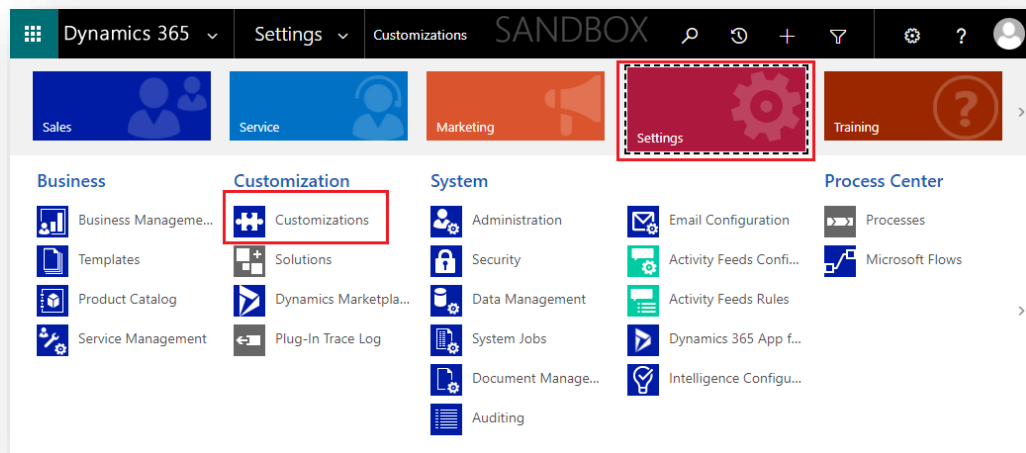 Dynamics 365 Settings Customizations SANDBOX ?
Sales Service Marketing Settings Training
Business
Business Manageme...
Templates
Product Catalog
Service Management
Customization
Customizations
Solutions
Dynamics Marketpla...
Plug-In Trace Log
System
Administration
Security
Data Management
System Jobs
Document Manage...
Auditing
Email Configuration
Activity Feeds Confi...
Activity Feeds Rules
Dynamics 365 App f...
Intelligence Configu...
Process Center
Processes
Microsoft Flows